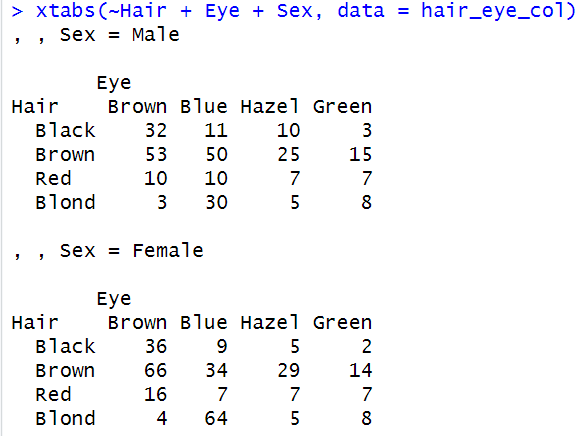 > xtabs(~Hair + Eye + Sex, data = hair_eye_col)
, , Sex = Male
Eye
Hair Brown Blue Hazel Green
Black 32 11 10 3
Brown 53 50 25 15
Red 10 10 7 7
Blond 3 30 5 8
, , Sex = Female
Eye
Hair Brown Blue Hazel Green
Black 36 9 5 2
Brown 66 34 29 14
Red 16 7 7 7
Blond 4 64 5 8